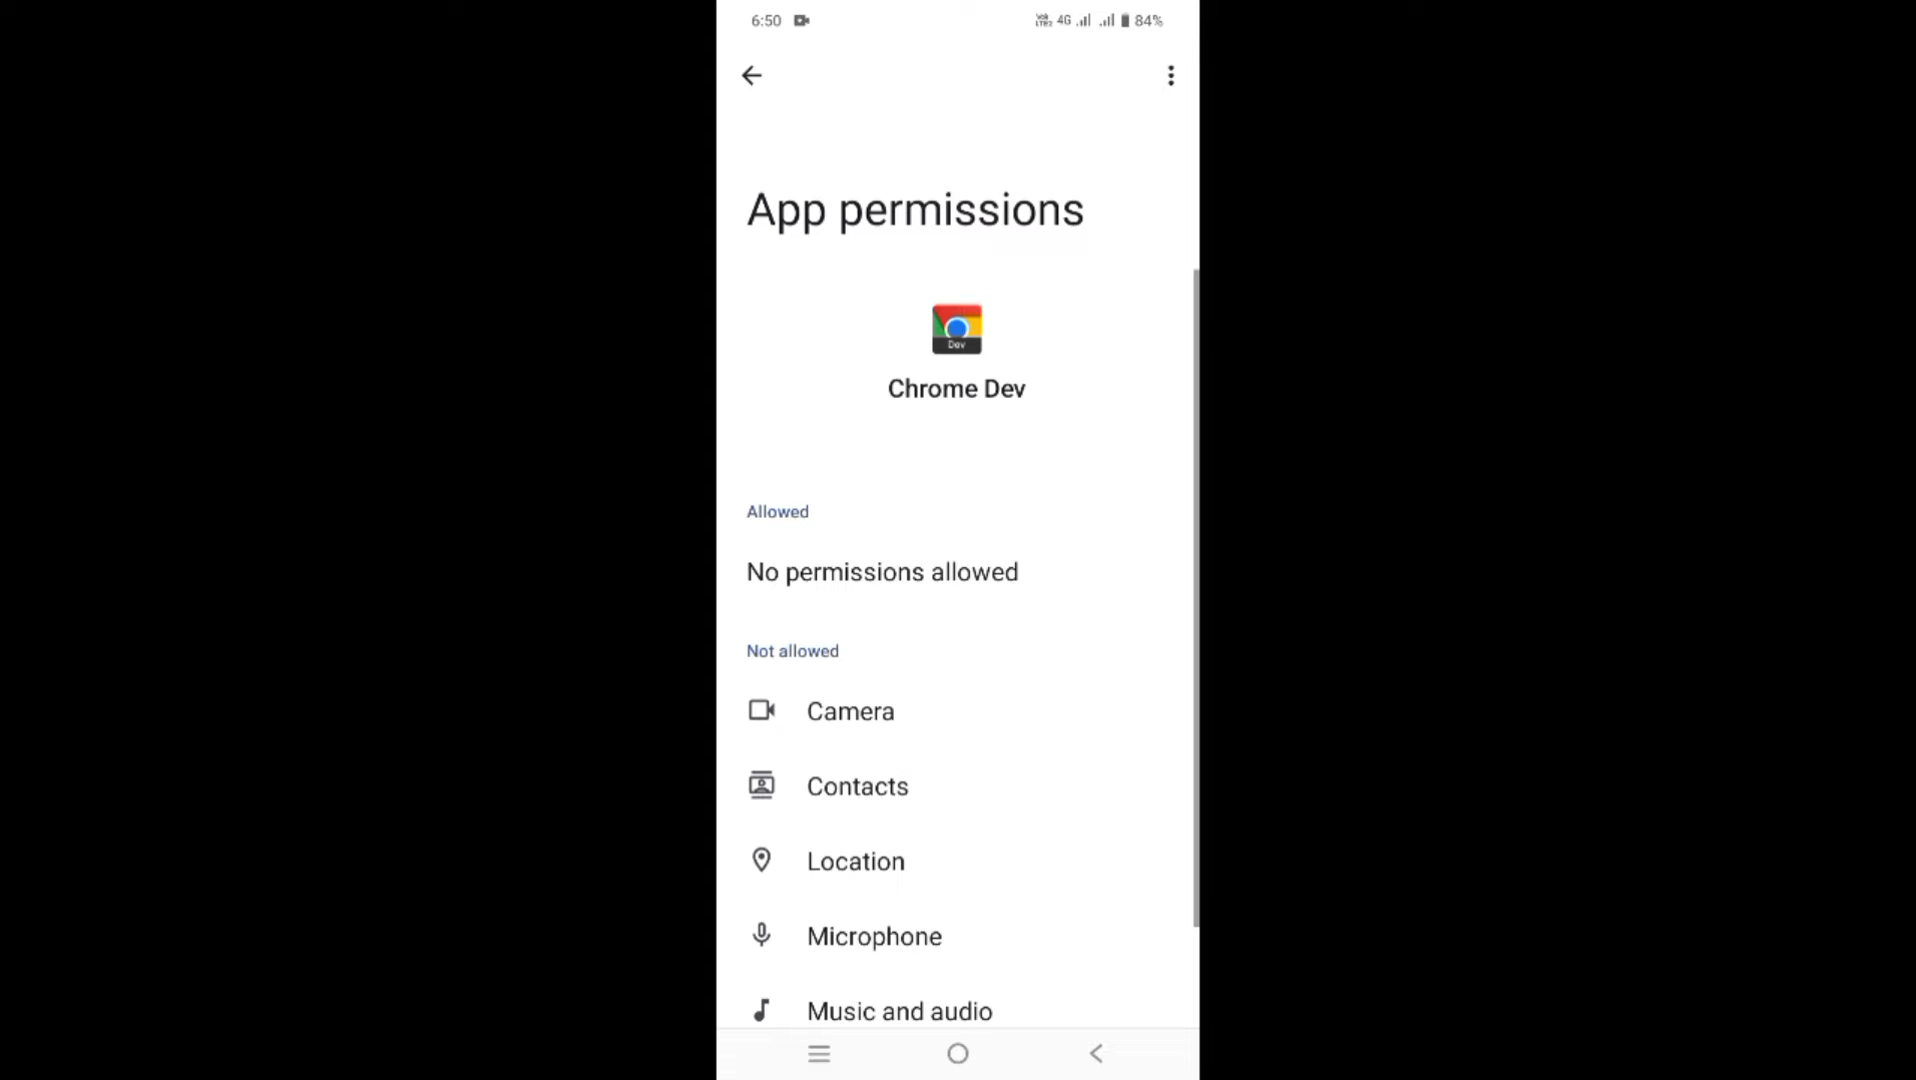 6:50 4G 84%
App permissions
Dev
Chrome Dev
Allowed
No permissions allowed
Not allowed
Camera
Contacts
Location
Microphone
Music and audio